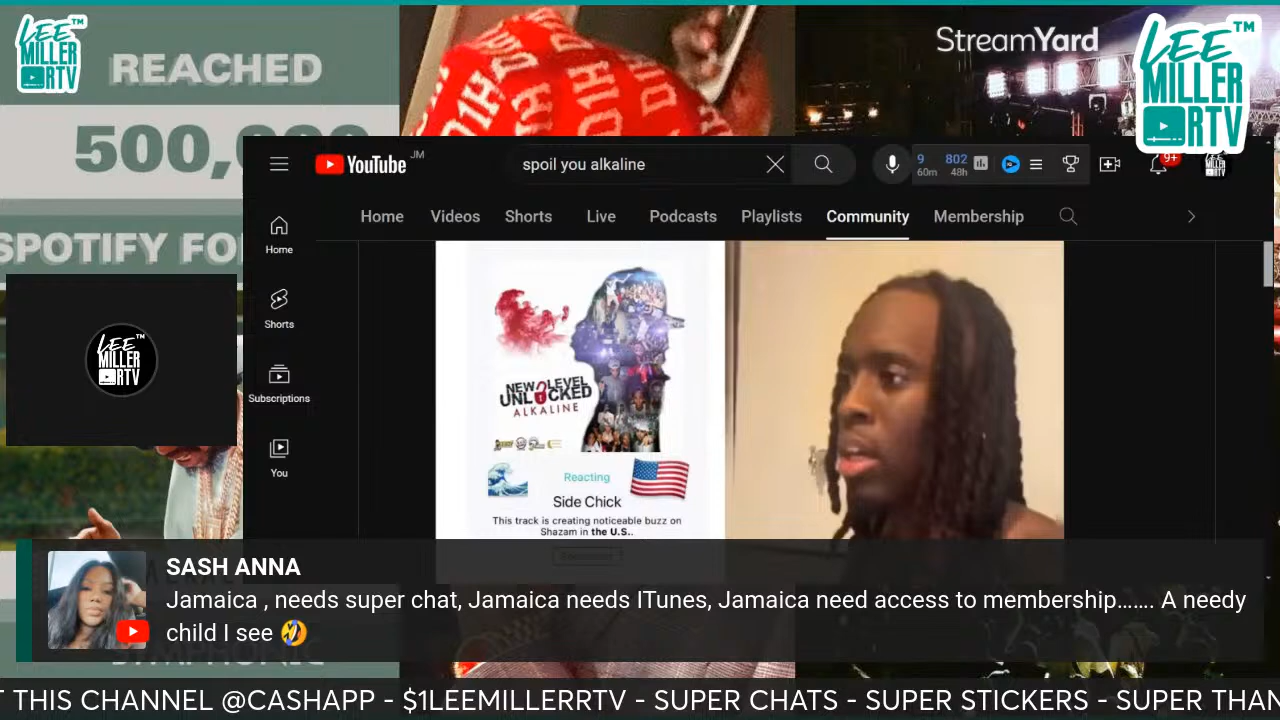 LEE
MILLER
RTV
TM
REACHED
500,
SPOTIFY FO
StreamYard
LEE
MILLER
RTV
TM
YouTube JM
spoil you alkaline
9
60m
802
48h
9+
Home
Videos
Shorts
Live
Podcasts
Playlists
Community
Membership
Home
Shorts
Subscriptions
You
LEE
MILLER
RTV
TM
NEW LEVEL
UNLOCKED
ALKALINE
Reacting
Side Chick
This track is creating noticeable buzz on
Shazam in the U.S..
SASH ANNA
Jamaica , needs super chat, Jamaica needs ITunes, Jamaica need access to membership....... A needy
child I see 🤣
T THIS CHANNEL @CASHAPP - $1LEEMILLERRTV - SUPER CHATS - SUPER STICKERS - SUPER THAN